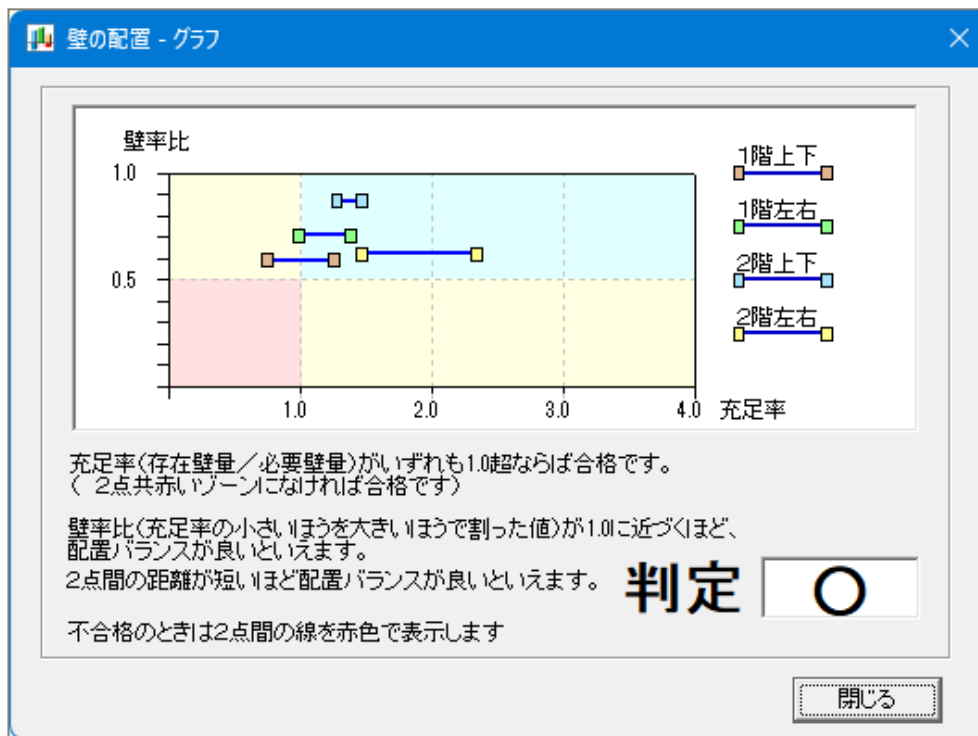 壁の配置 - グラフ
壁率比
1.0
0.5
1.0 2.0 3.0 4.0 充足率
1階上下
1階左右
2階上下
2階左右
充足率(存在壁量／必要壁量)がいずれも1.0超ならば合格です。
( 2点共赤いゾーンになければ合格です)
壁率比(充足率の小さいほうを大きいほうで割った値)が1.0に近づくほど、
配置バランスが良いといえます。
2点間の距離が短いほど配置バランスが良いといえます。
判定 ○
不合格のときは2点間の線を赤色で表示します
閉じる